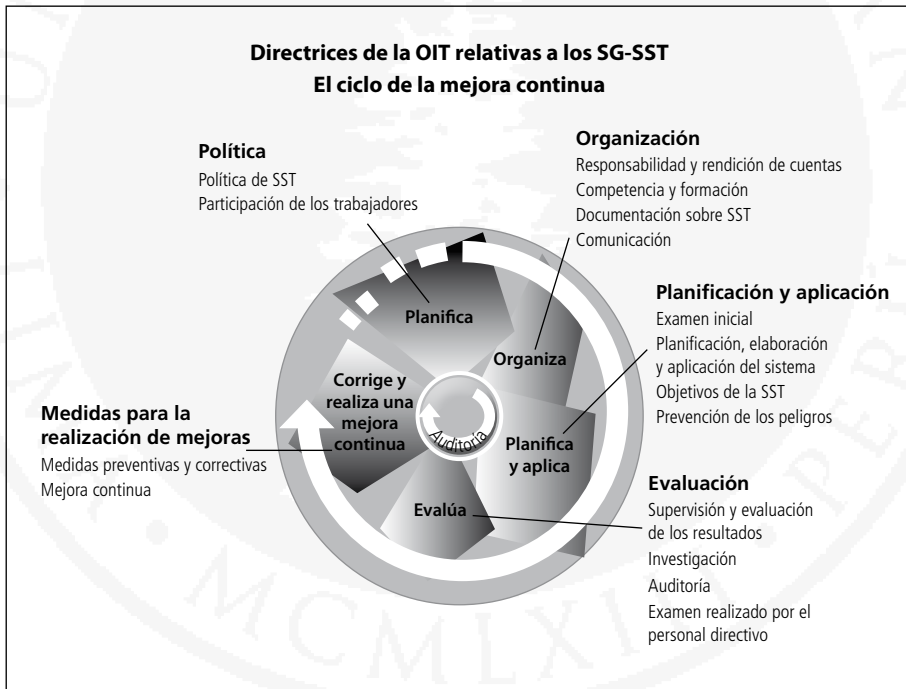 Directrices de la OIT relativas a los SG-SST
El ciclo de la mejora continua
Política
Política de SST
Participación de los trabajadores
Organización
Responsabilidad y rendición de cuentas
Competencia y formación
Documentación sobre SST
Comunicación
Planificación y aplicación
Examen inicial
Planificación, elaboración
y aplicación del sistema
Objetivos de la SST
Prevención de los peligros
Evaluación
Supervisión y evaluación
de los resultados
Investigación
Auditoría
Examen realizado por el
personal directivo
Medidas para la
realización de mejoras
Medidas preventivas y correctivas
Mejora continua
Planifica
Organiza
Planifica
y aplica
Evalúa
Corrige y
realiza una
mejora
continua
Auditoría
MCMLXII